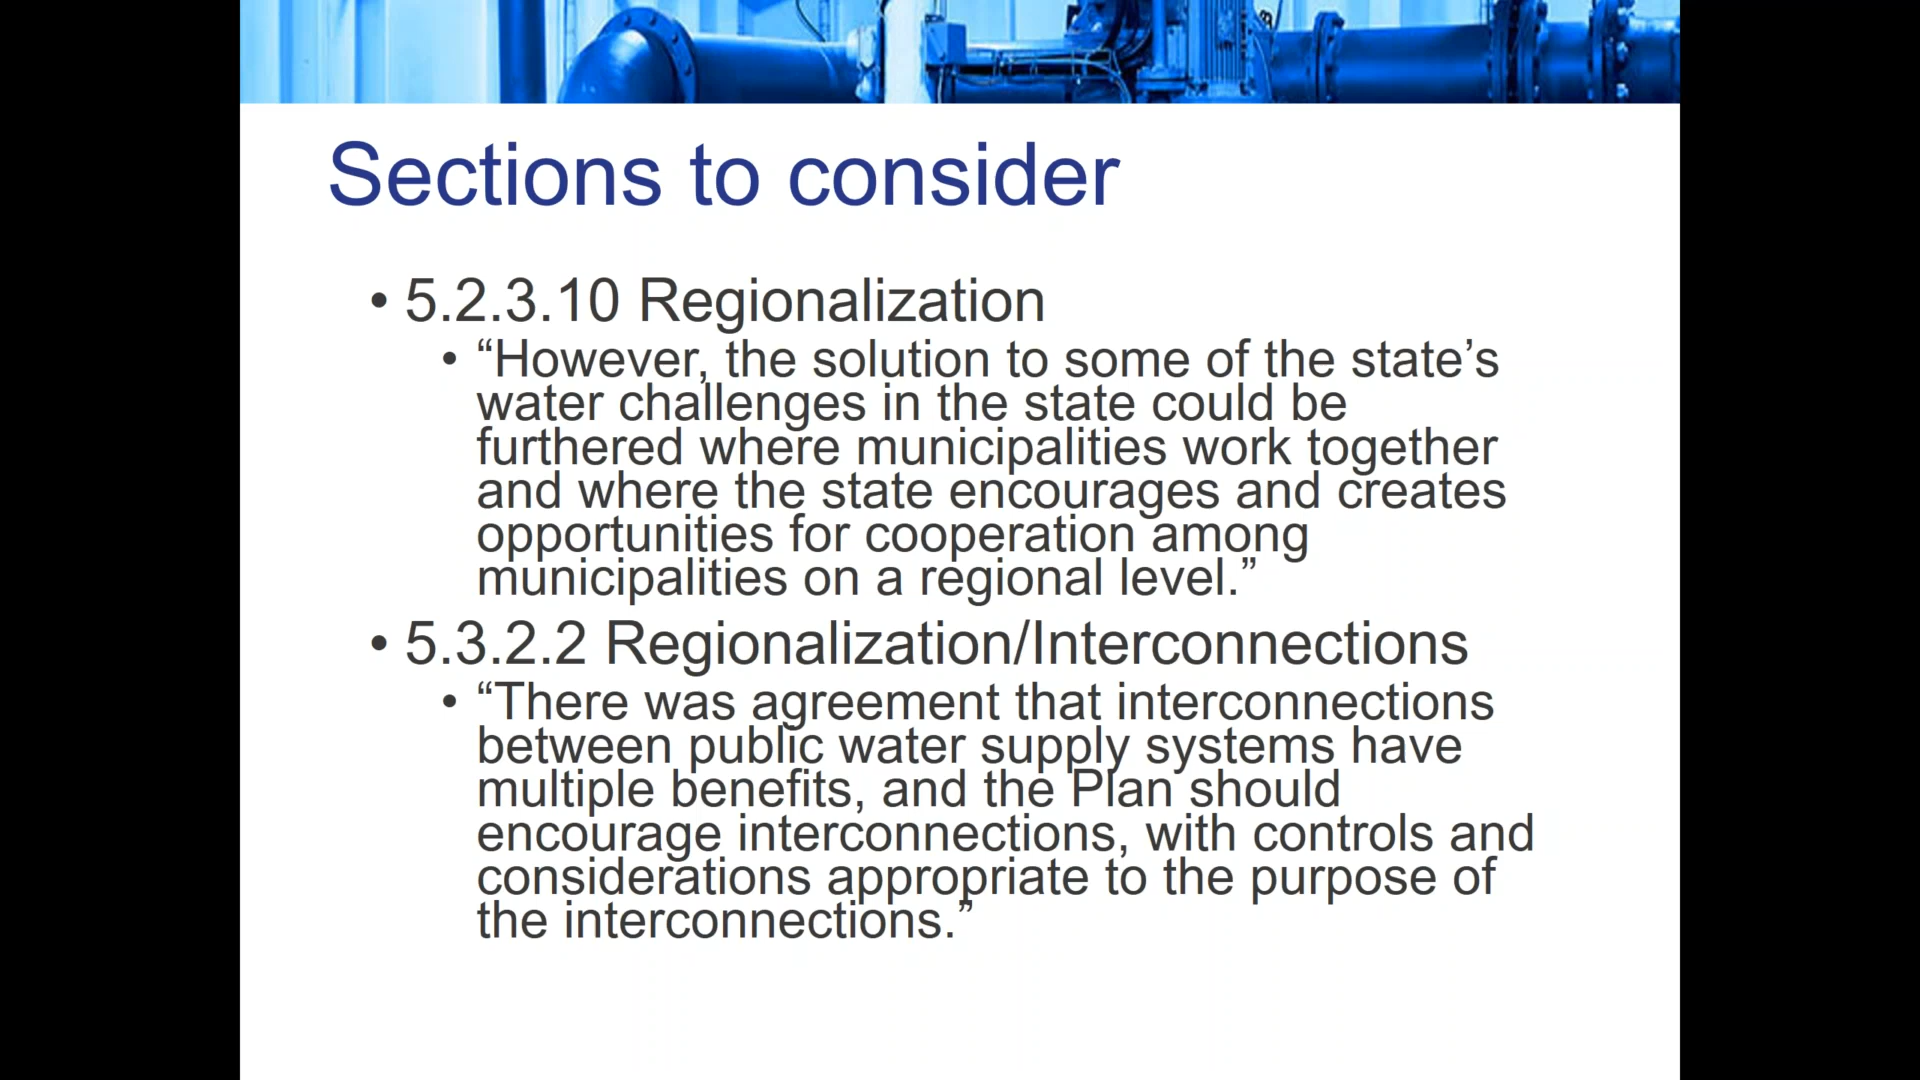 Sections to consider
• 5.2.3.10 Regionalization
• “However, the solution to some of the state’s
water challenges in the state could be
furthered where municipalities work together
and where the state encourages and creates
opportunities for cooperation among
municipalities on a regional level.”
• 5.3.2.2 Regionalization/Interconnections
• “There was agreement that interconnections
between public water supply systems have
multiple benefits, and the Plan should
encourage interconnections, with controls and
considerations appropriate to the purpose of
the interconnections.”